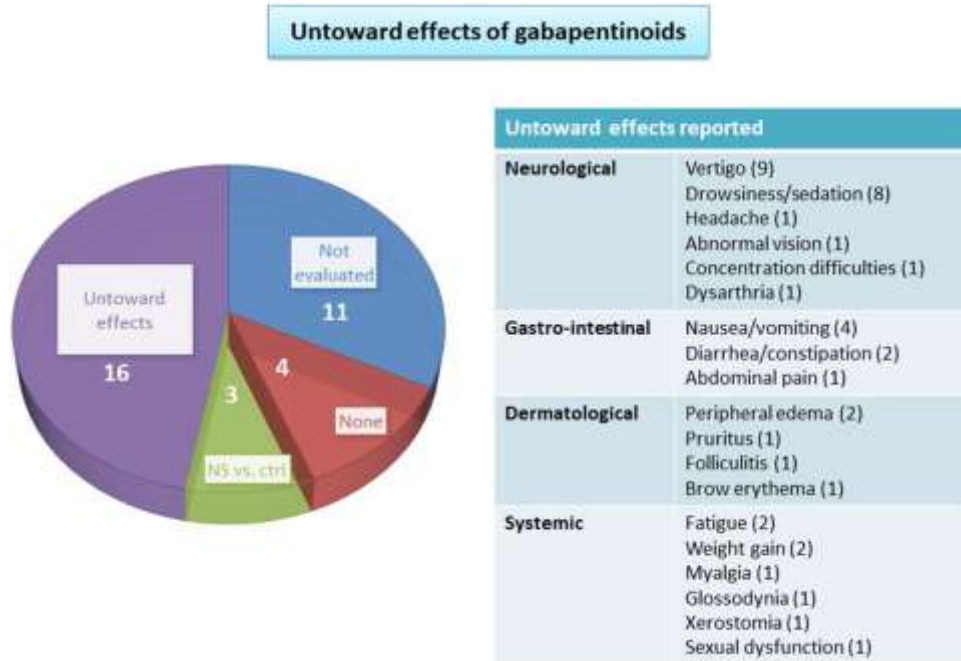 Untoward effects of gabapentinoids
Not
evaluated
11
Untoward
effects
16
4
None
3
NS vs. ctrl
Untoward effects reported
Neurological
Vertigo (9)
Drowsiness/sedation (8)
Headache (1)
Abnormal vision (1)
Concentration difficulties (1)
Dysarthria (1)
Gastro-intestinal
Nausea/vomiting (4)
Diarrhea/constipation (2)
Abdominal pain (1)
Dermatological
Peripheral edema (2)
Pruritus (1)
Folliculitis (1)
Brow erythema (1)
Systemic
Fatigue (2)
Weight gain (2)
Myalgia (1)
Glossodynia (1)
Xerostomia (1)
Sexual dysfunction (1)